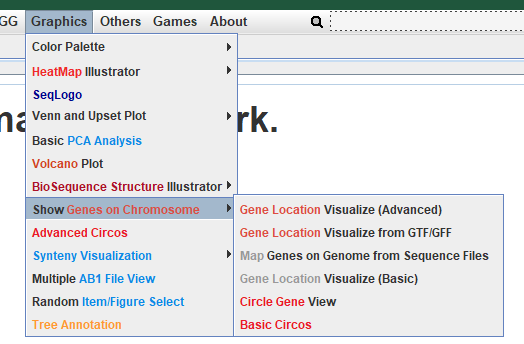 GG Graphics Others Games About
Color Palette
HeatMap Illustrator
SeqLogo
Venn and Upset Plot
rk.
Basic PCA Analysis
Volcano Plot
BioSequence Structure Illustrator
Show Genes on Chromosome
Advanced Circos
Synteny Visualization
Multiple AB1 File View
Random Item/Figure Select
Tree Annotation
Gene Location Visualize (Advanced)
Gene Location Visualize from GTF/GFF
Map Genes on Genome from Sequence Files
Gene Location Visualize (Basic)
Circle Gene View
Basic Circos